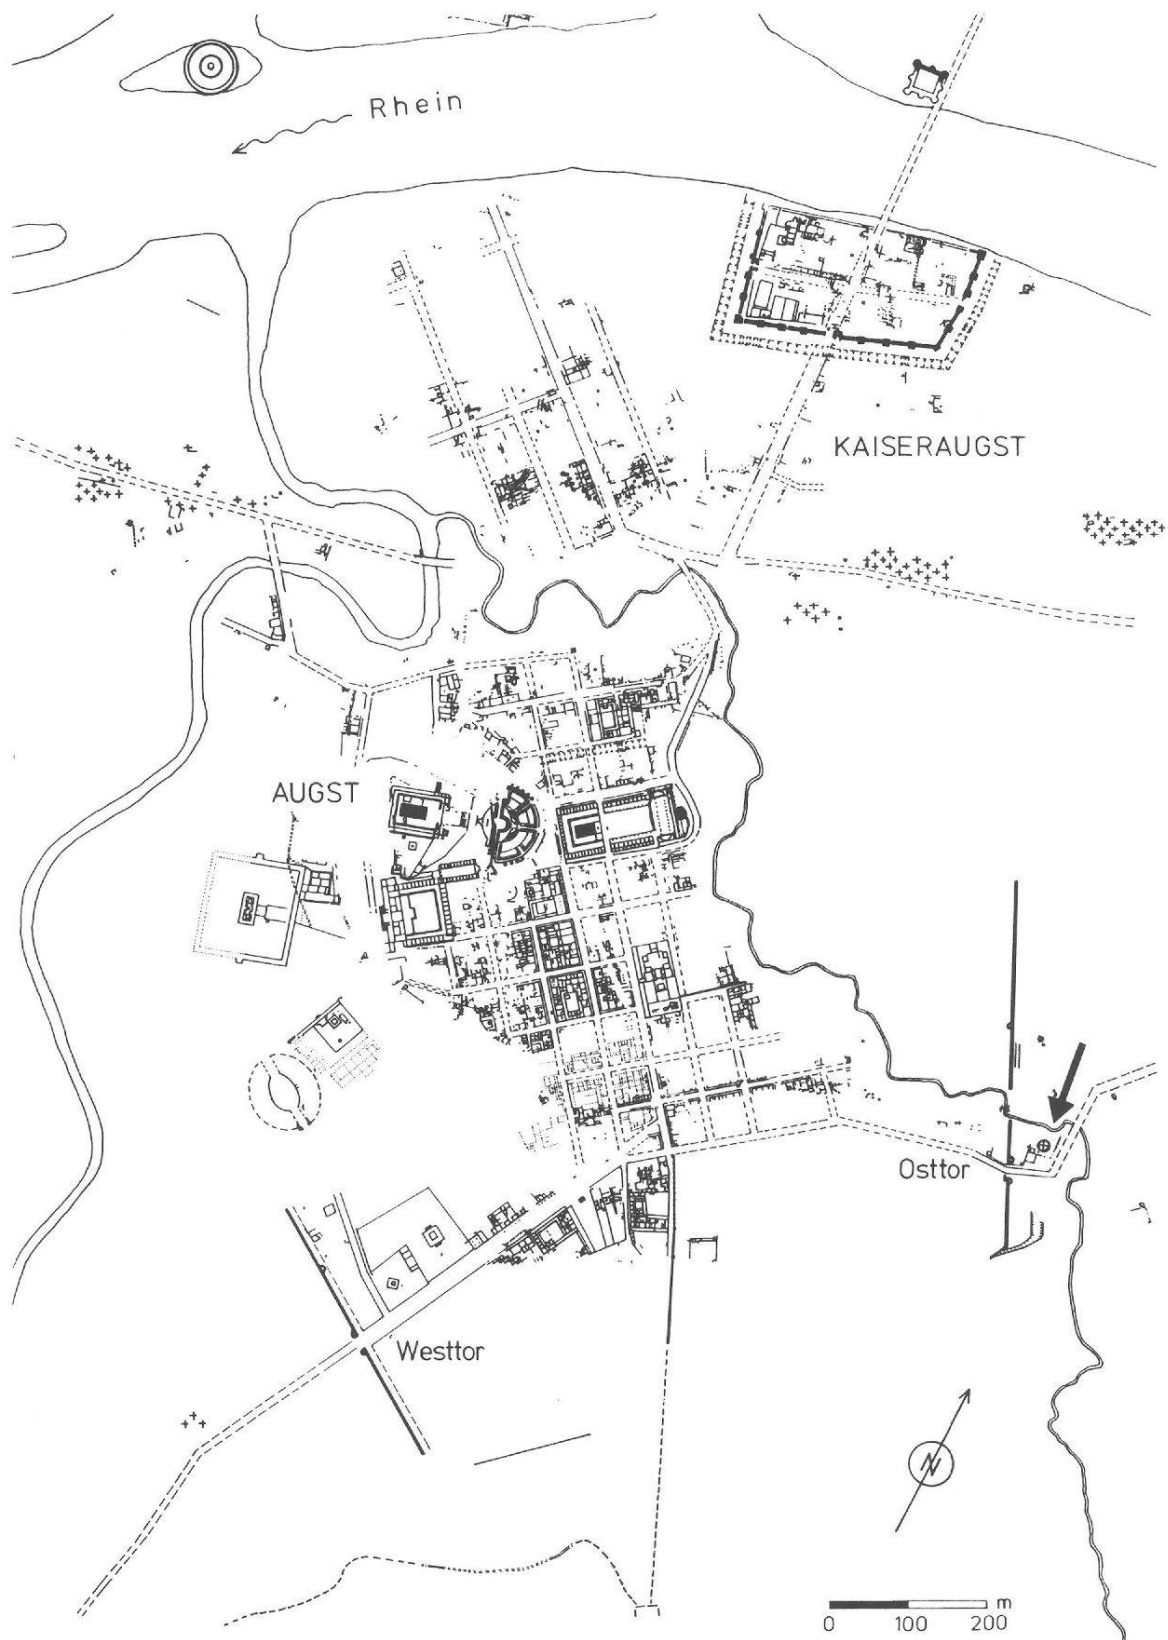 Rhein
KAISERAUGST
AUGST
Osttor
Westtor
N
m
0 100 200